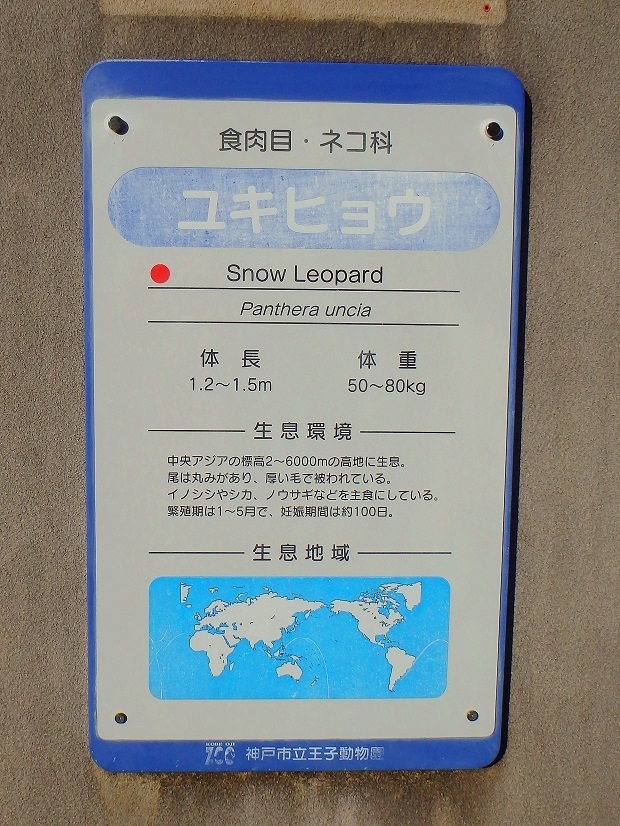 食肉目・ネコ科
ユキヒョウ
Snow Leopard
Panthera uncia
体長 体重
1.2〜1.5m 50〜80kg
生息環境
中央アジアの標高2〜6000mの高地に生息。
尾は丸みがあり、厚い毛で被われている。
イノシシやシカ、ノウサギなどを主食にしている。
繁殖期は1〜5月で、妊娠期間は約100日。
生息地域
KOBE OJI
ZOO 神戸市立王子動物園